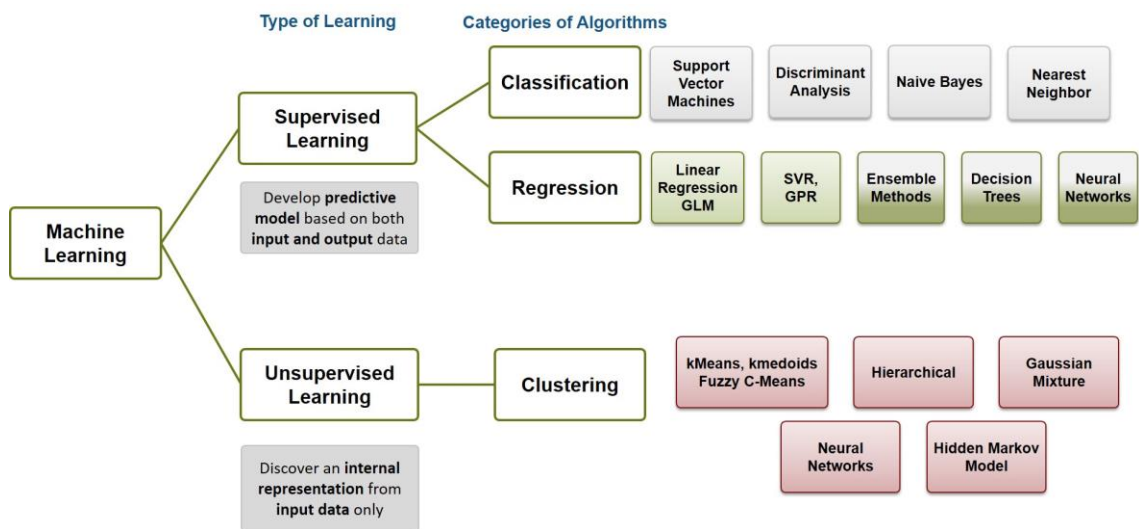 Type of Learning
Categories of Algorithms
Machine
Learning
Supervised
Learning
Develop predictive
model based on both
input and output data
Classification
Support
Vector
Machines
Discriminant
Analysis
Naive Bayes
Nearest
Neighbor
Regression
Linear
Regression
GLM
SVR,
GPR
Ensemble
Methods
Decision
Trees
Neural
Networks
Unsupervised
Learning
Discover an internal
representation from
input data only
Clustering
kMeans, kmedoids
Fuzzy C-Means
Hierarchical
Gaussian
Mixture
Neural
Networks
Hidden Markov
Model